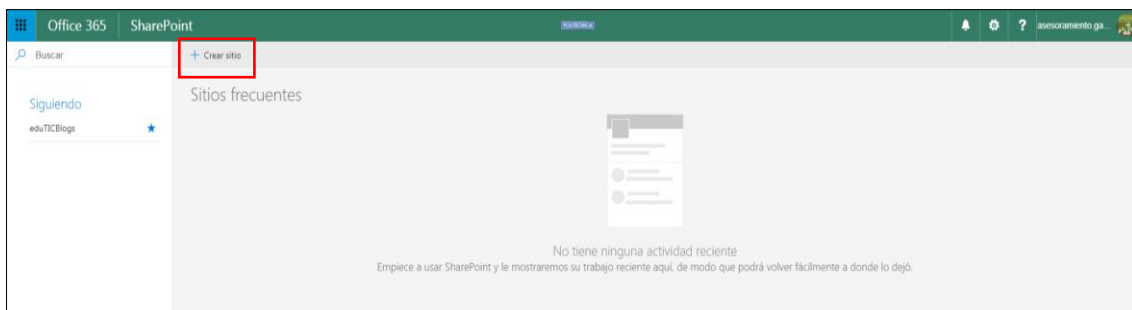 Office 365 SharePoint POLITÉCNICA ? asesoramiento.ga...
Buscar + Crear sitio
Sitios frecuentes
Siguiendo
eduTICBlogs
No tiene ninguna actividad reciente
Empiece a usar SharePoint y le mostraremos su trabajo reciente aquí, de modo que podrá volver fácilmente a donde lo dejó.